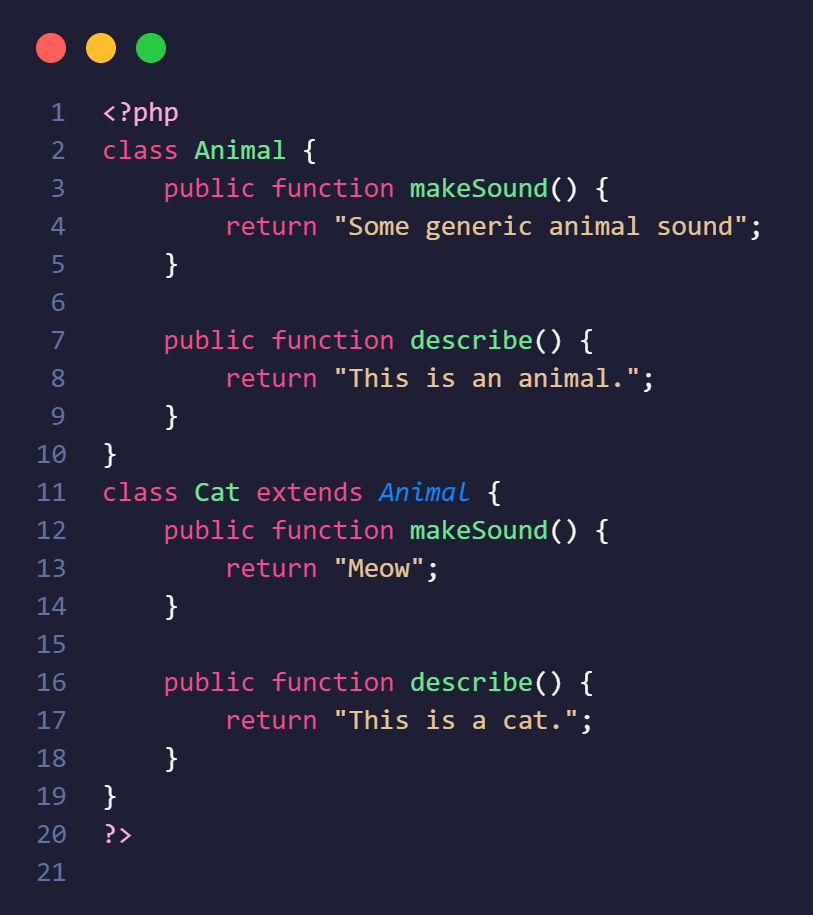 1 <?php
2 class Animal {
3     public function makeSound() {
4         return "Some generic animal sound";
5     }
6
7     public function describe() {
8         return "This is an animal.";
9     }
10 }
11 class Cat extends Animal {
12     public function makeSound() {
13         return "Meow";
14     }
15
16     public function describe() {
17         return "This is a cat.";
18     }
19 }
20 ?>
21